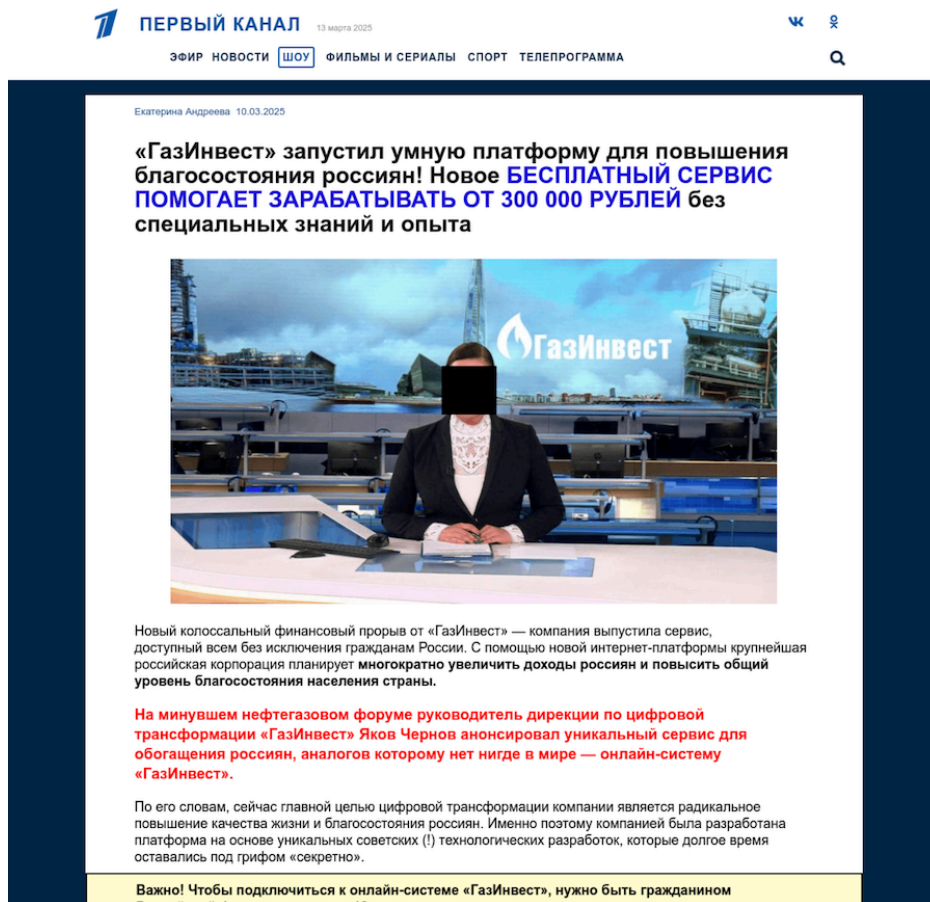 ПЕРВЫЙ КАНАЛ
13 марта 2025
ЭФИР НОВОСТИ ШОУ ФИЛЬМЫ И СЕРИАЛЫ СПОРТ ТЕЛЕПРОГРАММА
Екатерина Андреева 10.03.2025
«ГазИнвест» запустил умную платформу для повышения
благосостояния россиян! Новое БЕСПЛАТНЫЙ СЕРВИС
ПОМОГАЕТ ЗАРАБАТЫВАТЬ ОТ 300 000 РУБЛЕЙ без
специальных знаний и опыта
ГазИнвест
Новый колоссальный финансовый прорыв от «ГазИнвест» — компания выпустила сервис,
доступный всем без исключения гражданам России. С помощью новой интернет-платформы крупнейшая
российская корпорация планирует многократно увеличить доходы россиян и повысить общий
уровень благосостояния населения страны.
На минувшем нефтегазовом форуме руководитель дирекции по цифровой
трансформации «ГазИнвест» Яков Чернов анонсировал уникальный сервис для
обогащения россиян, аналогов которому нет нигде в мире — онлайн-систему
«ГазИнвест».
По его словам, сейчас главной целью цифровой трансформации компании является радикальное
повышение качества жизни и благосостояния россиян. Именно поэтому компанией была разработана
платформа на основе уникальных советских (!) технологических разработок, которые долгое время
оставались под грифом «секретно».
Важно! Чтобы подключиться к онлайн-системе «ГазИнвест», нужно быть гражданином